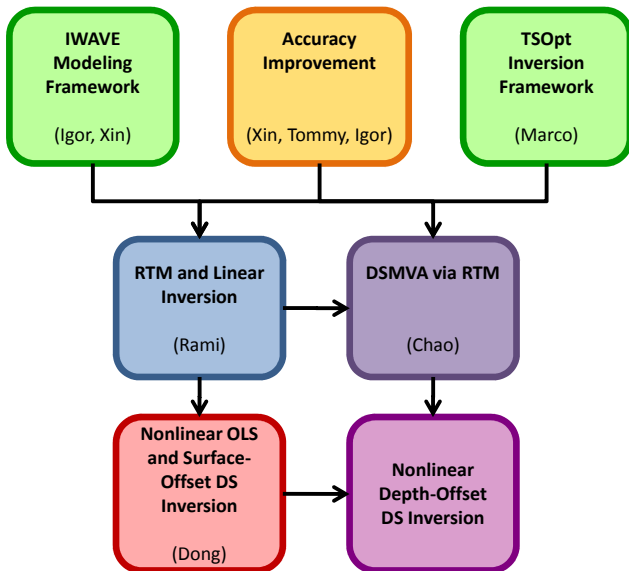 IWAVE
Modeling
Framework
(Igor, Xin)
Accuracy
Improvement
(Xin, Tommy, Igor)
TSOpt
Inversion
Framework
(Marco)
RTM and Linear
Inversion
(Rami)
DSMVA via RTM
(Chao)
Nonlinear OLS
and Surface-
Offset DS
Inversion
(Dong)
Nonlinear
Depth-Offset
DS Inversion